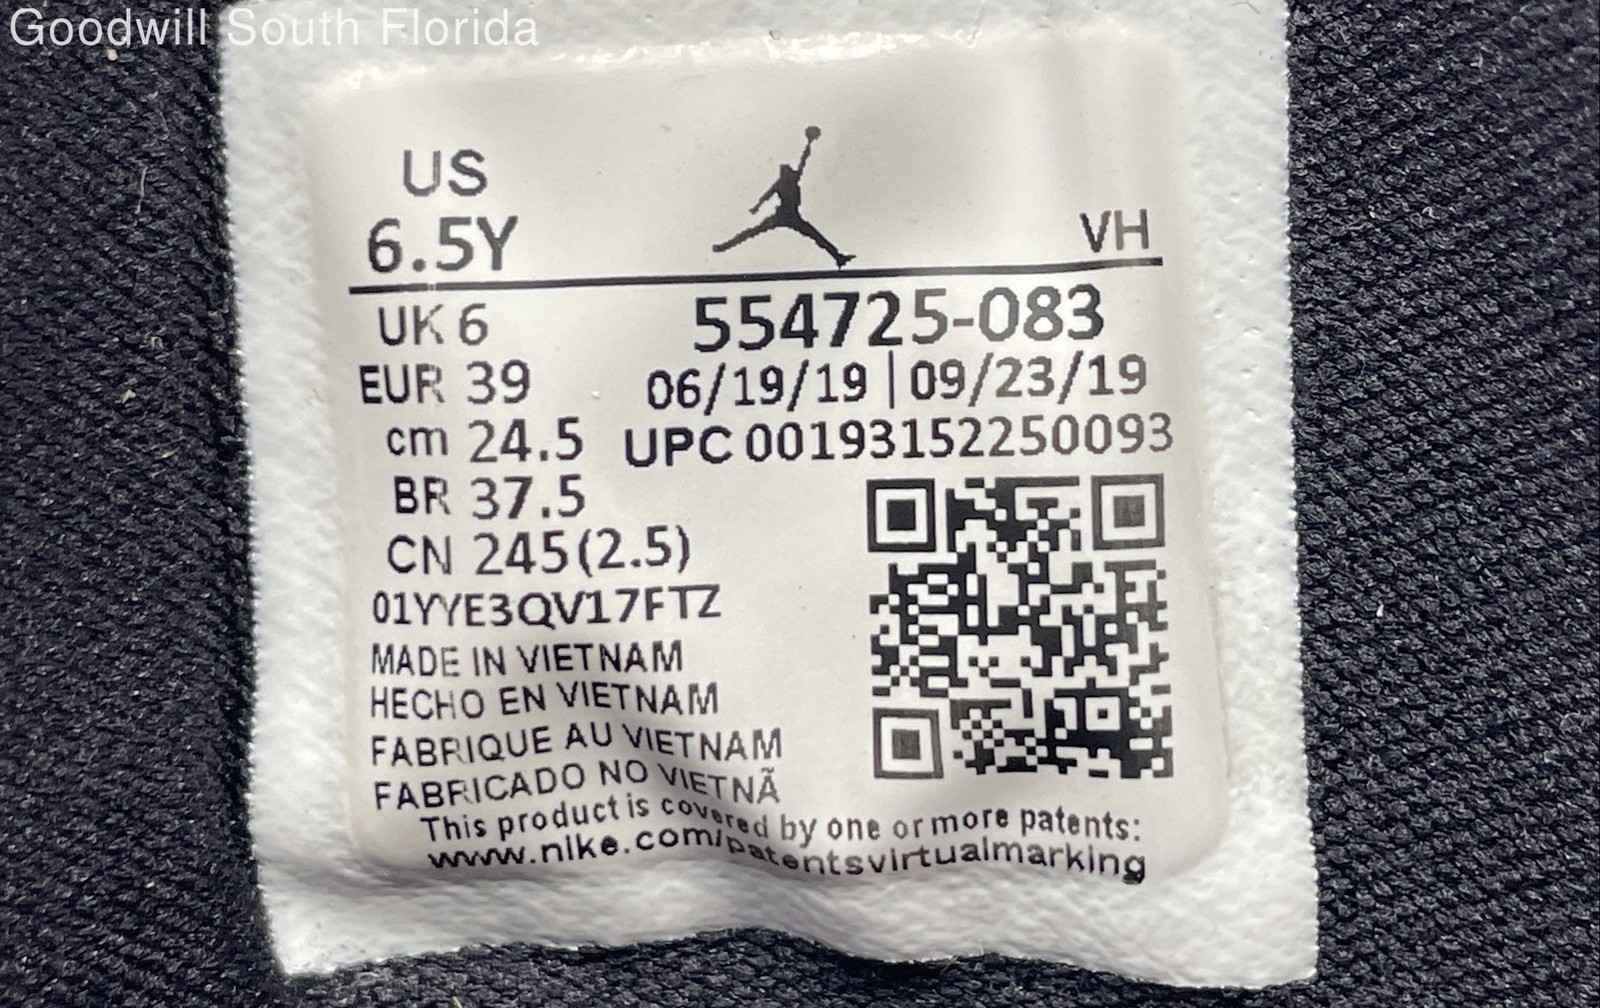 Goodwill South Florida
US
6.5Y
VH
UK 6
554725-083
EUR 39
06/19/19 | 09/23/19
cm 24.5
UPC 00193152250093
BR 37.5
CN 245(2.5)
01YYE3QV17FTZ
MADE IN VIETNAM
HECHO EN VIETNAM
FABRIQUE AU VIETNAM
FABRICADO NO VIETNÃ
This product is covered by one or more patents:
www.nike.com/patentsvirtualmarking